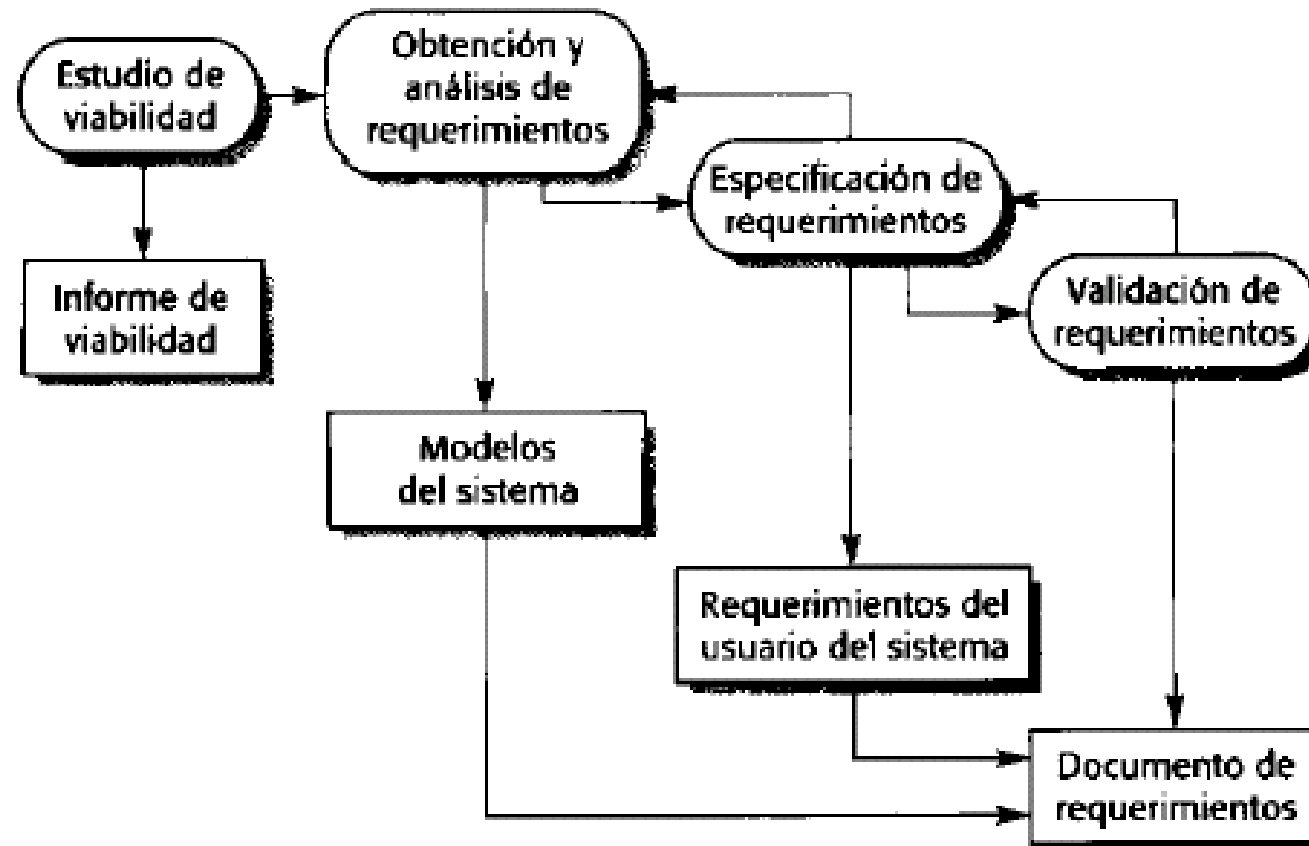 Estudio de
viabilidad
Obtención y
análisis de
requerimientos
Especificación de
requerimientos
Validación de
requerimientos
Informe de
viabilidad
Modelos
del sistema
Requerimientos del
usuario del sistema
Documento de
requerimientos